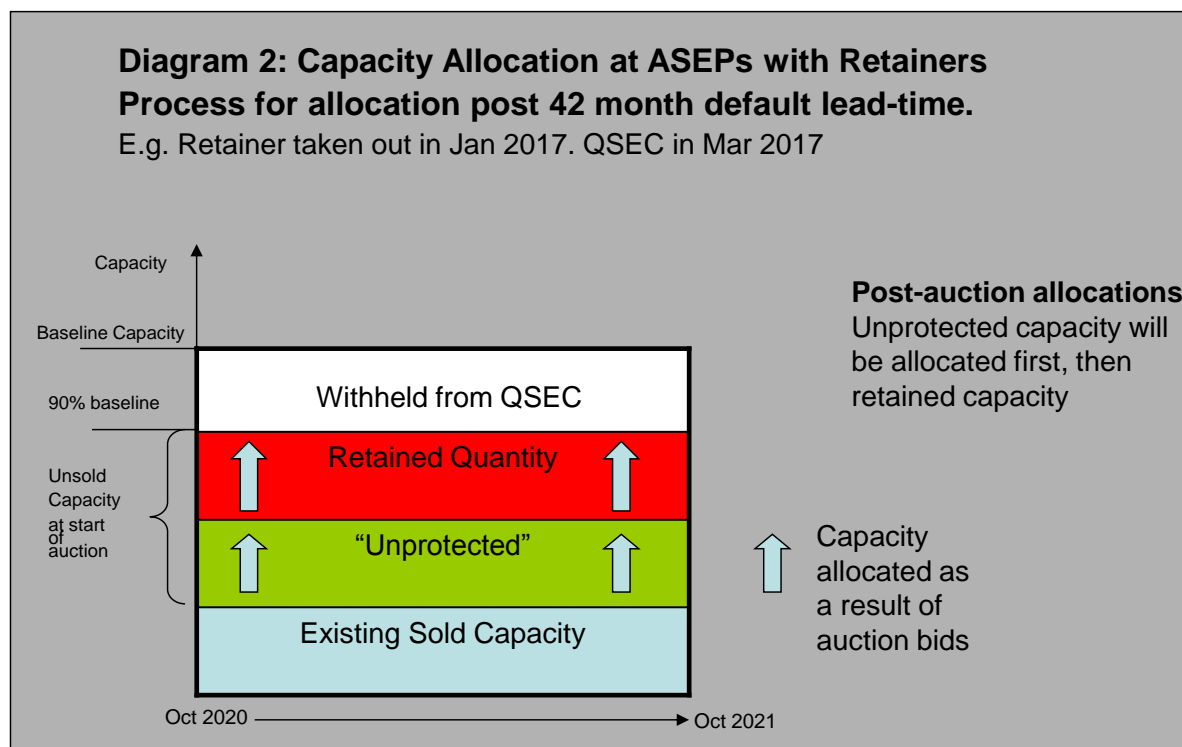 Diagram 2: Capacity Allocation at ASEPs with Retainers
Process for allocation post 42 month default lead-time.
E.g. Retainer taken out in Jan 2017. QSEC in Mar 2017
Capacity
Baseline Capacity
90% baseline
Unsold
Capacity
at start
of
auction
Withheld from QSEC
Retained Quantity
“Unprotected”
Existing Sold Capacity
Oct 2020
Oct 2021
Post-auction allocations
Unprotected capacity will
be allocated first, then
retained capacity
Capacity
allocated as
a result of
auction bids